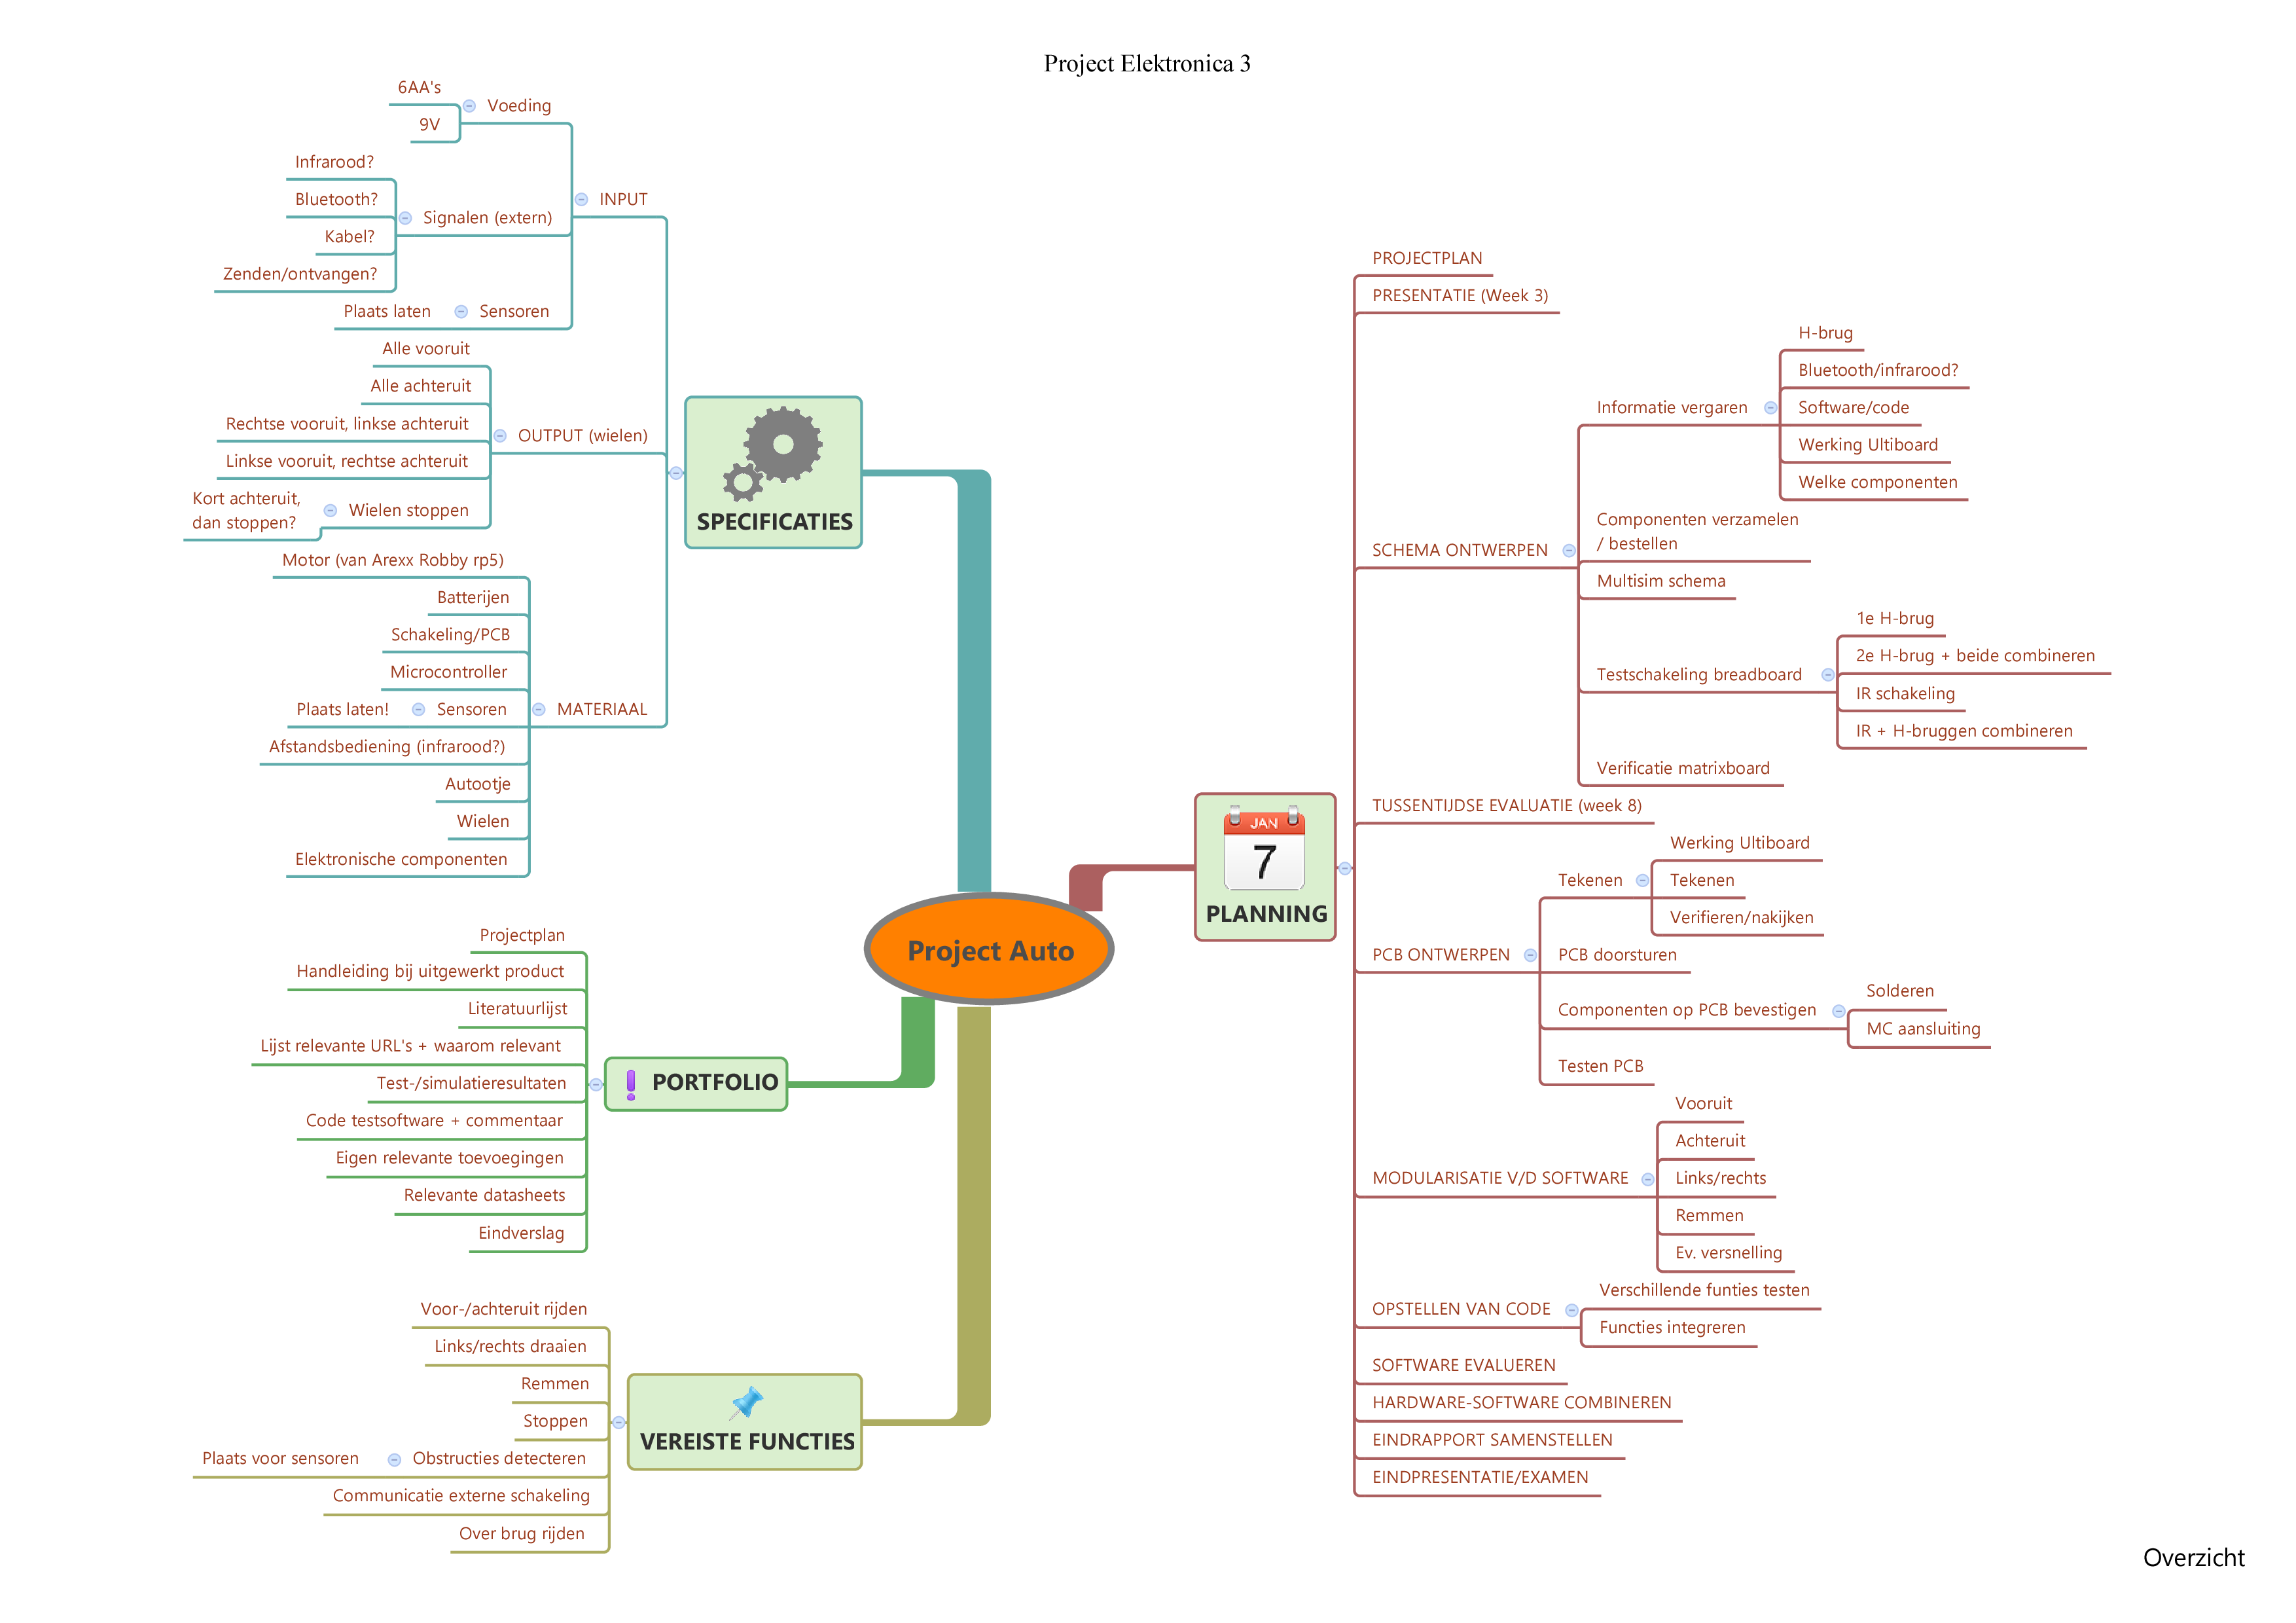 Project Elektronica 3
6AA's
Voeding
9V
Infrarood?
Bluetooth?
INPUT
Signalen (extern)
Kabel?
Zenden/ontvangen?
Plaats laten
Sensoren
Alle vooruit
Alle achteruit
Rechtse vooruit, linkse achteruit
OUTPUT (wielen)
Linkse vooruit, rechtse achteruit
Kort achteruit,
dan stoppen?
Wielen stoppen
SPECIFICATIES
Motor (van Arexx Robby rp5)
Batterijen
Schakeling/PCB
Microcontroller
Plaats laten!
Sensoren
MATERIAAL
Afstandsbediening (infrarood?)
Autootje
Wielen
Elektronische componenten
Project Auto
Projectplan
Handleiding bij uitgewerkt product
Literatuurlijst
Lijst relevante URL's + waarom relevant
Test-/simulatieresultaten
PORTFOLIO
Code testsoftware + commentaar
Eigen relevante toevoegingen
Relevante datasheets
Eindverslag
Voor-/achteruit rijden
Links/rechts draaien
Remmen
Stoppen
VEREISTE FUNCTIES
Plaats voor sensoren
Obstructies detecteren
Communicatie externe schakeling
Over brug rijden
JAN
7
PLANNING
PROJECTPLAN
PRESENTATIE (Week 3)
H-brug
Bluetooth/infrarood?
Informatie vergaren
Software/code
Werking Ultiboard
Welke componenten
Componenten verzamelen
/ bestellen
SCHEMA ONTWERPEN
Multisim schema
1e H-brug
2e H-brug + beide combineren
Testschakeling breadboard
IR schakeling
IR + H-bruggen combineren
Verificatie matrixboard
TUSSENTIJDSE EVALUATIE (week 8)
Werking Ultiboard
Tekenen
Tekenen
Verifieren/nakijken
PCB ONTWERPEN
PCB doorsturen
Solderen
Componenten op PCB bevestigen
MC aansluiting
Testen PCB
Vooruit
Achteruit
MODULARISATIE V/D SOFTWARE
Links/rechts
Remmen
Ev. versnelling
Verschillende funties testen
OPSTELLEN VAN CODE
Functies integreren
SOFTWARE EVALUEREN
HARDWARE-SOFTWARE COMBINEREN
EINDRAPPORT SAMENSTELLEN
EINDPRESENTATIE/EXAMEN
Overzicht